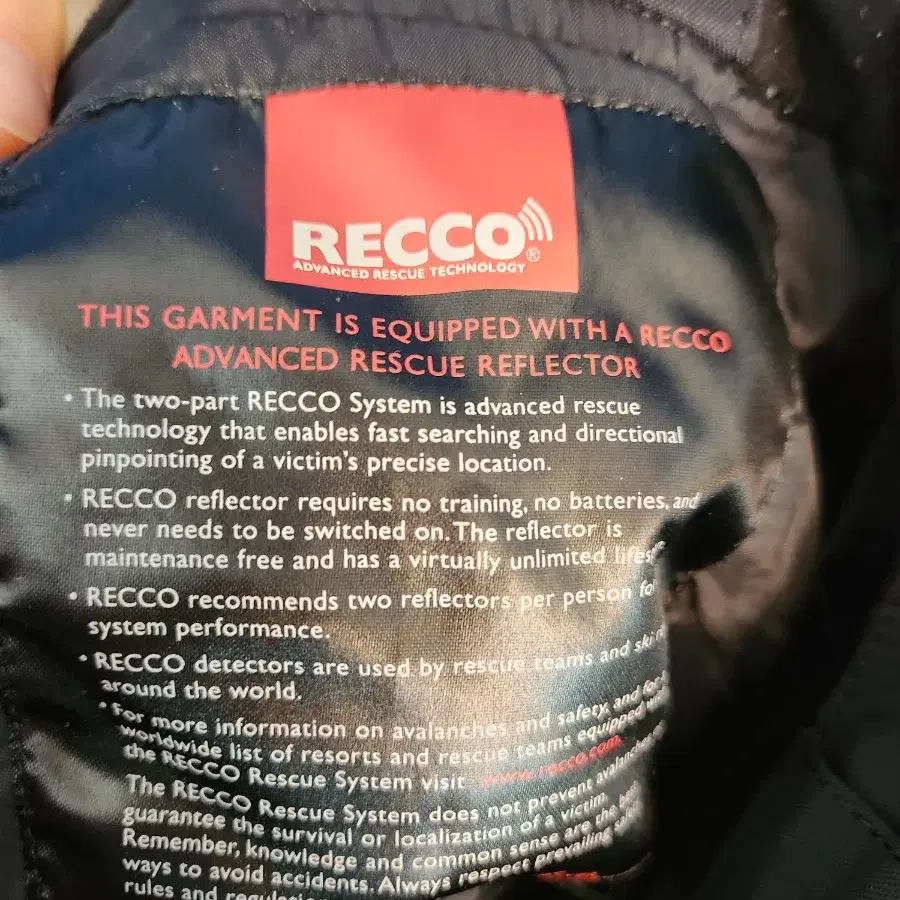 RECCO®
ADVANCED RESCUE TECHNOLOGY
THIS GARMENT IS EQUIPPED WITH A RECCO
ADVANCED RESCUE REFLECTOR
• The two-part RECCO System is advanced rescue
technology that enables fast searching and directional
pinpointing of a victim's precise location.
• RECCO reflector requires no training, no batteries, and
never needs to be switched on. The reflector is
maintenance free and has a virtually unlimited
• RECCO recommends two reflectors per person
system performance.
• RECCO detectors are used by rescue teams and ski
around the world.
• For more information on avalanches and safety, and for
worldwide list of resorts and rescue teams equipped
the RECCO Rescue System visit www.recco.com.
The RECCO Rescue System does not prevent
guarantee the survival or localization of a victim.
Remember, knowledge and common sense are the
ways to avoid accidents. Always respect prevailing
rules and